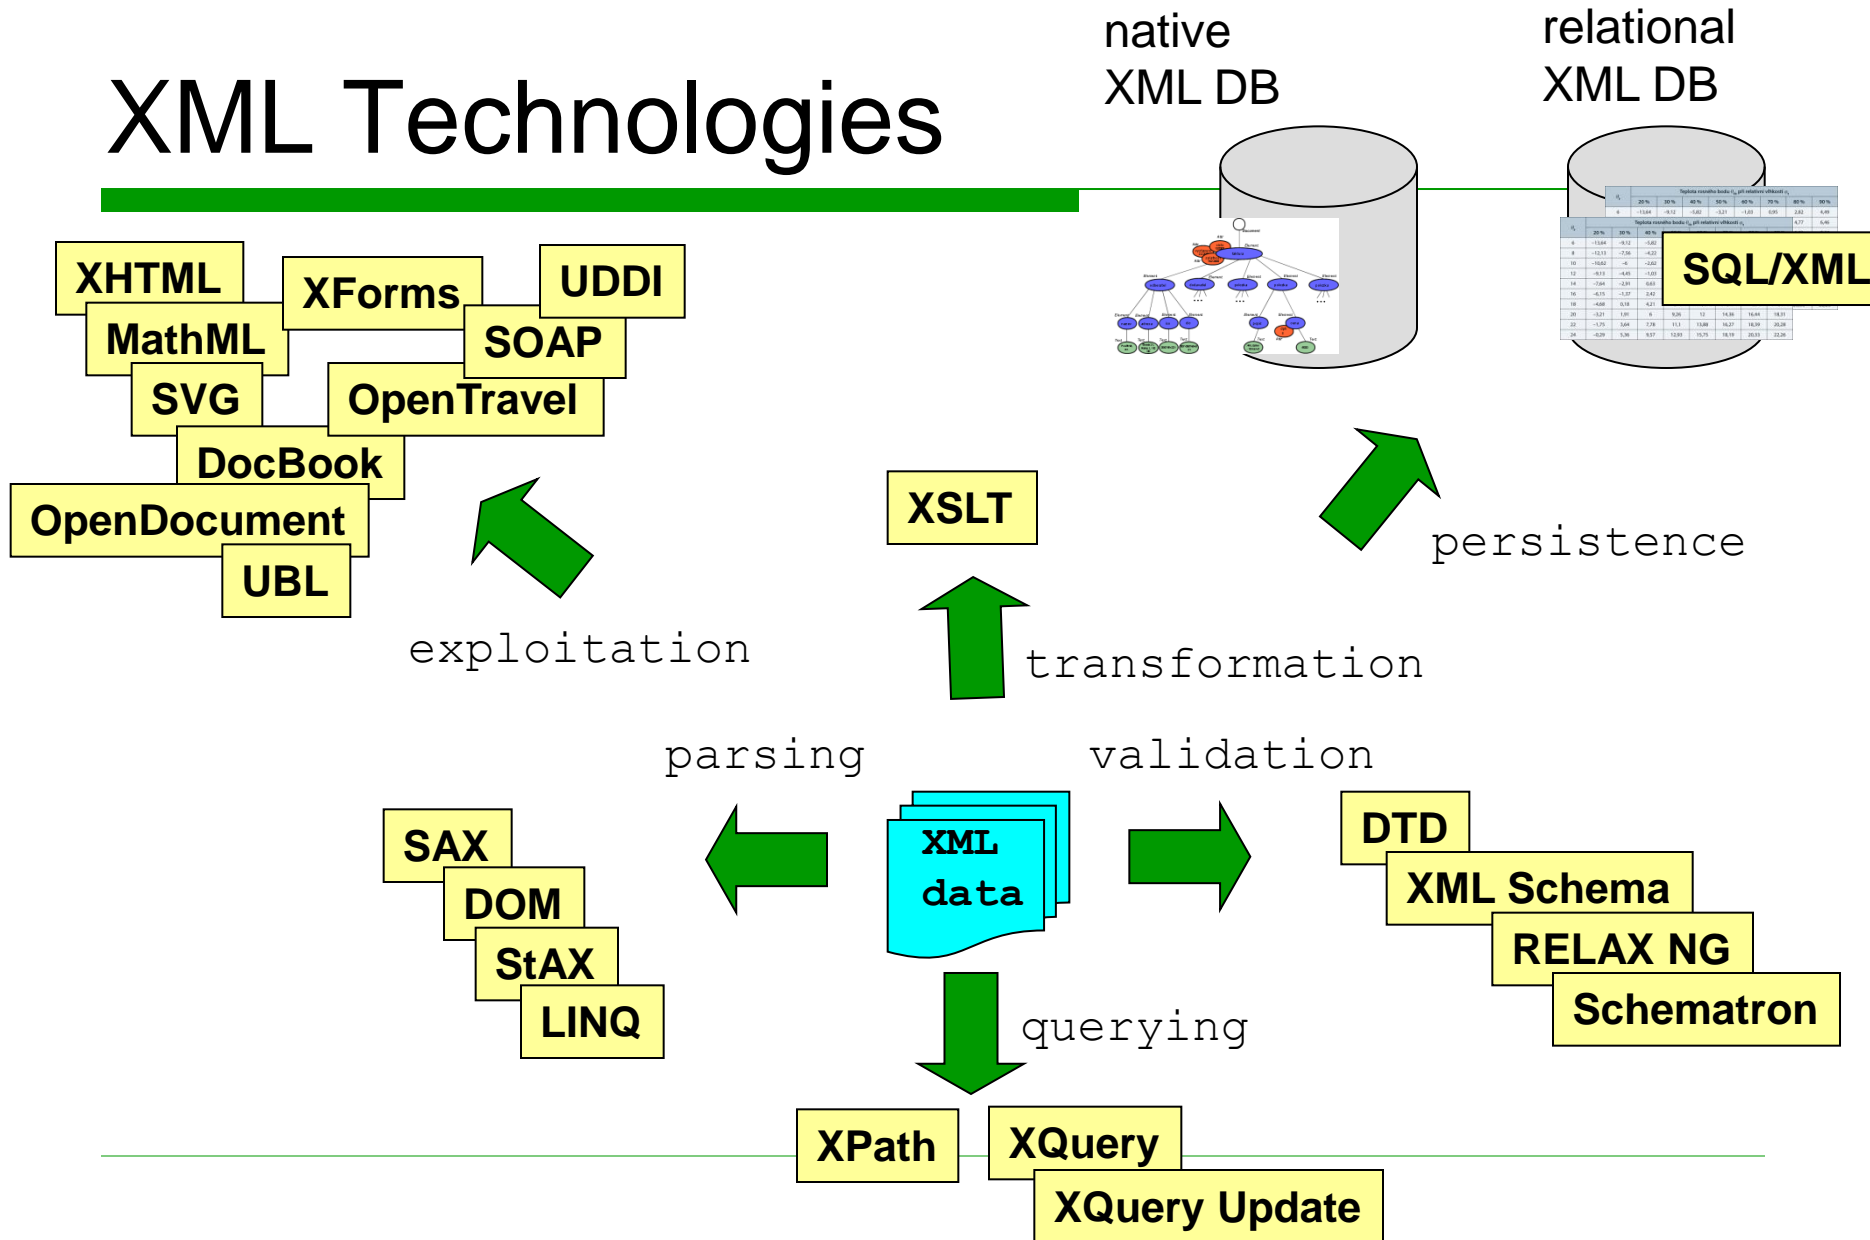 XML Technologies
native
XML DB
relational
XML DB
SQL/XML
XHTML
XForms
UDDI
MathML
SOAP
SVG
OpenTravel
DocBook
OpenDocument
UBL
XSLT
persistence
exploitation
transformation
parsing
validation
SAX
DOM
StAX
LINQ
XML
data
DTD
XML Schema
RELAX NG
Schematron
querying
XPath
XQuery
XQuery Update